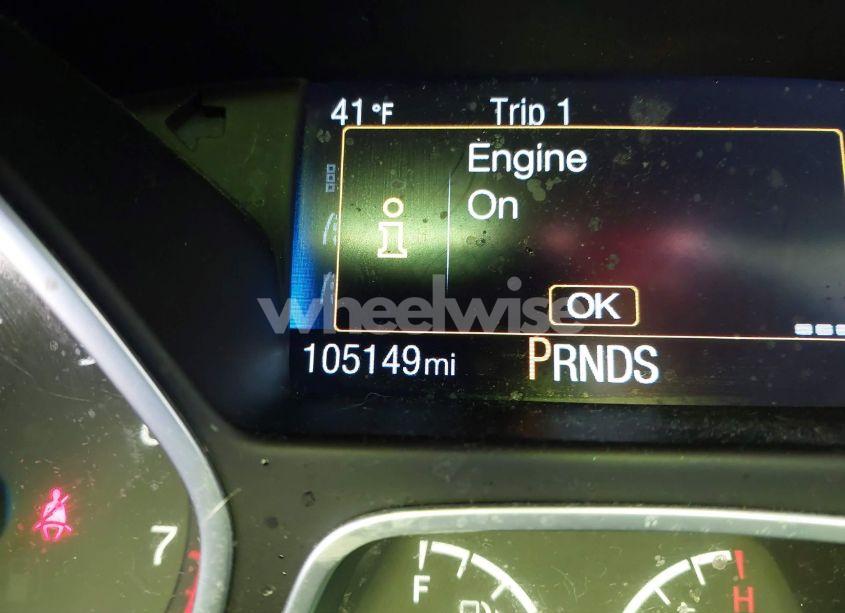 41 °F Trip 1
Engine
On
OK
wheelwise
105149mi PRNDS
7
F H